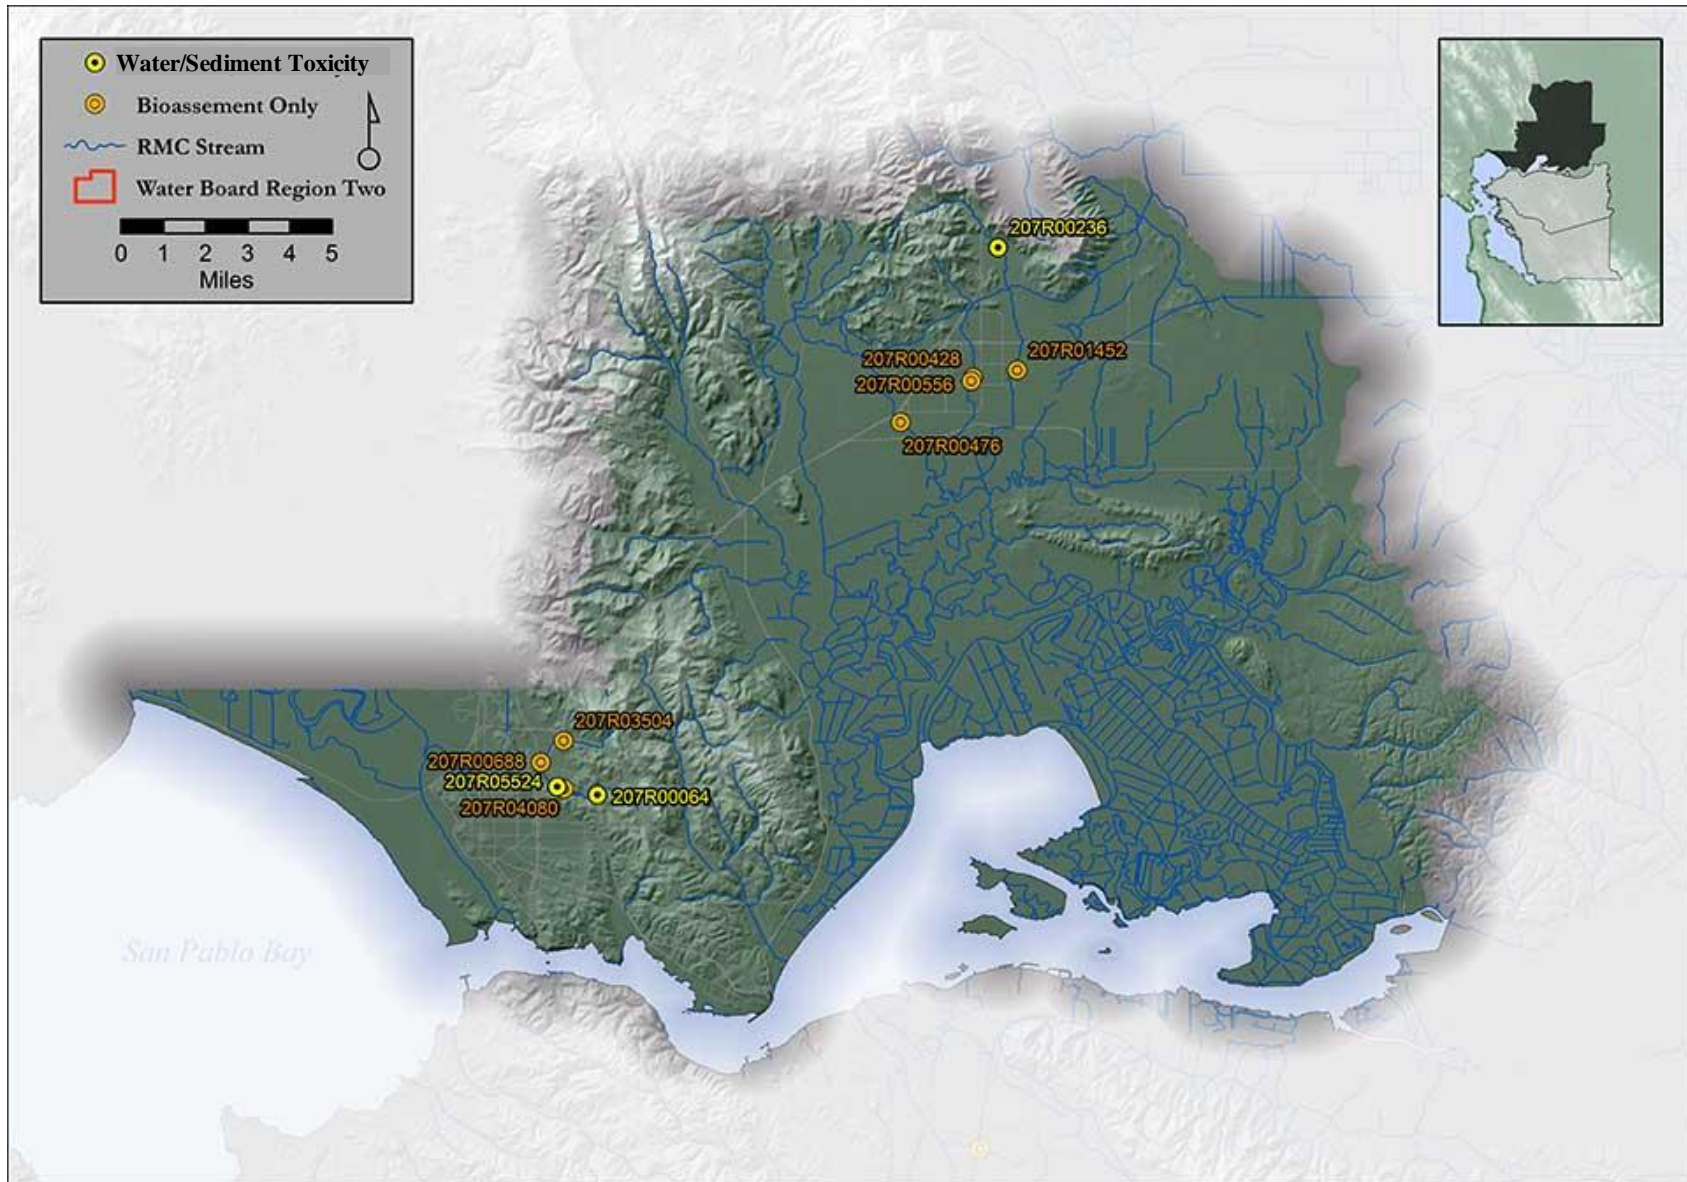 Water/Sediment Toxicity
Bioassement Only
RMC Stream
Water Board Region Two
0 1 2 3 4 5
Miles
207R00236
207R01452
207R00428
207R00556
207R00476
207R03504
207R00688
207R05524
207R00064
207R04080
San Pablo Bay